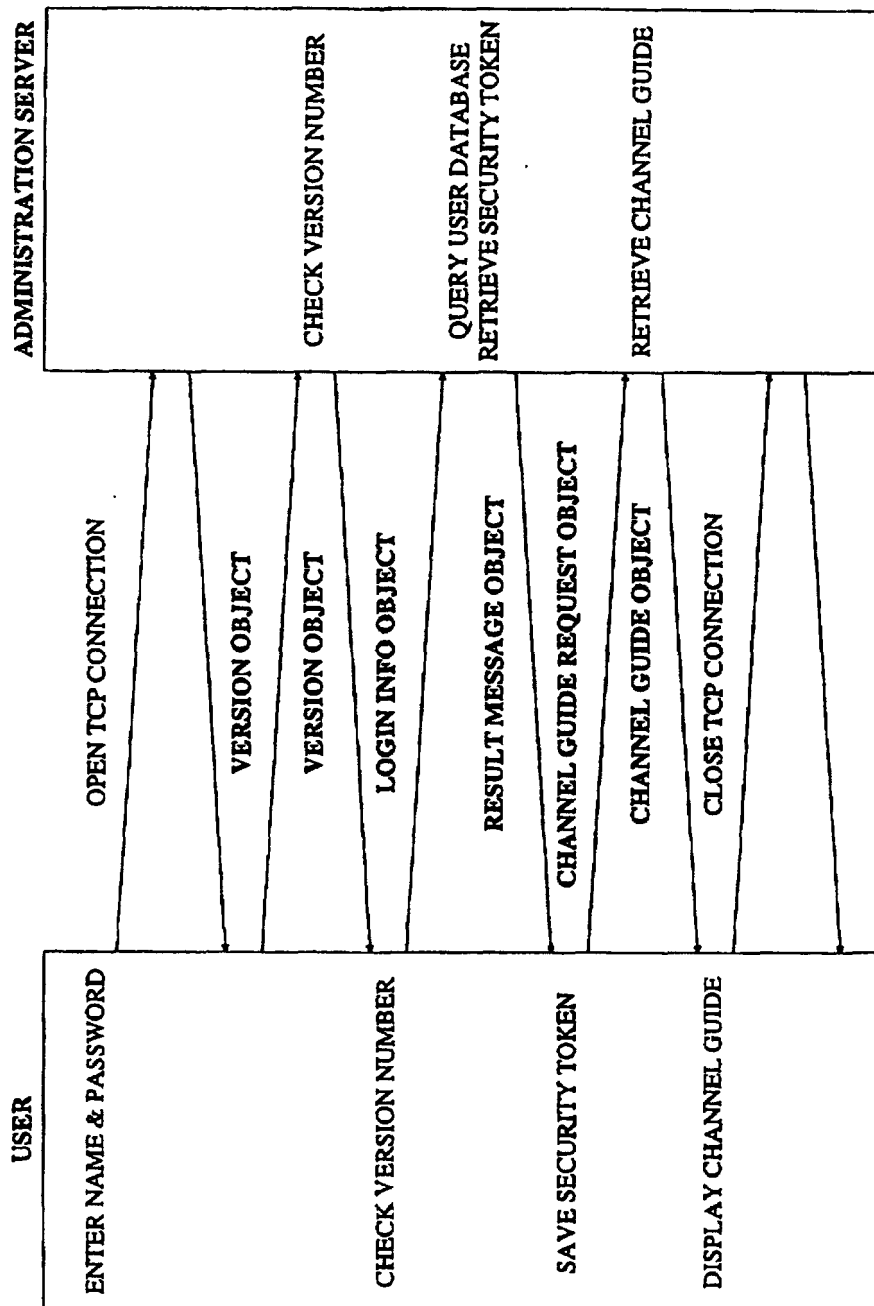 USER
ADMINISTRATION SERVER
ENTER NAME & PASSWORD
OPEN TCP CONNECTION
VERSION OBJECT
CHECK VERSION NUMBER
VERSION OBJECT
CHECK VERSION NUMBER
LOGIN INFO OBJECT
QUERY USER DATABASE
RETRIEVE SECURITY TOKEN
RESULT MESSAGE OBJECT
SAVE SECURITY TOKEN
CHANNEL GUIDE REQUEST OBJECT
RETRIEVE CHANNEL GUIDE
CHANNEL GUIDE OBJECT
DISPLAY CHANNEL GUIDE
CLOSE TCP CONNECTION